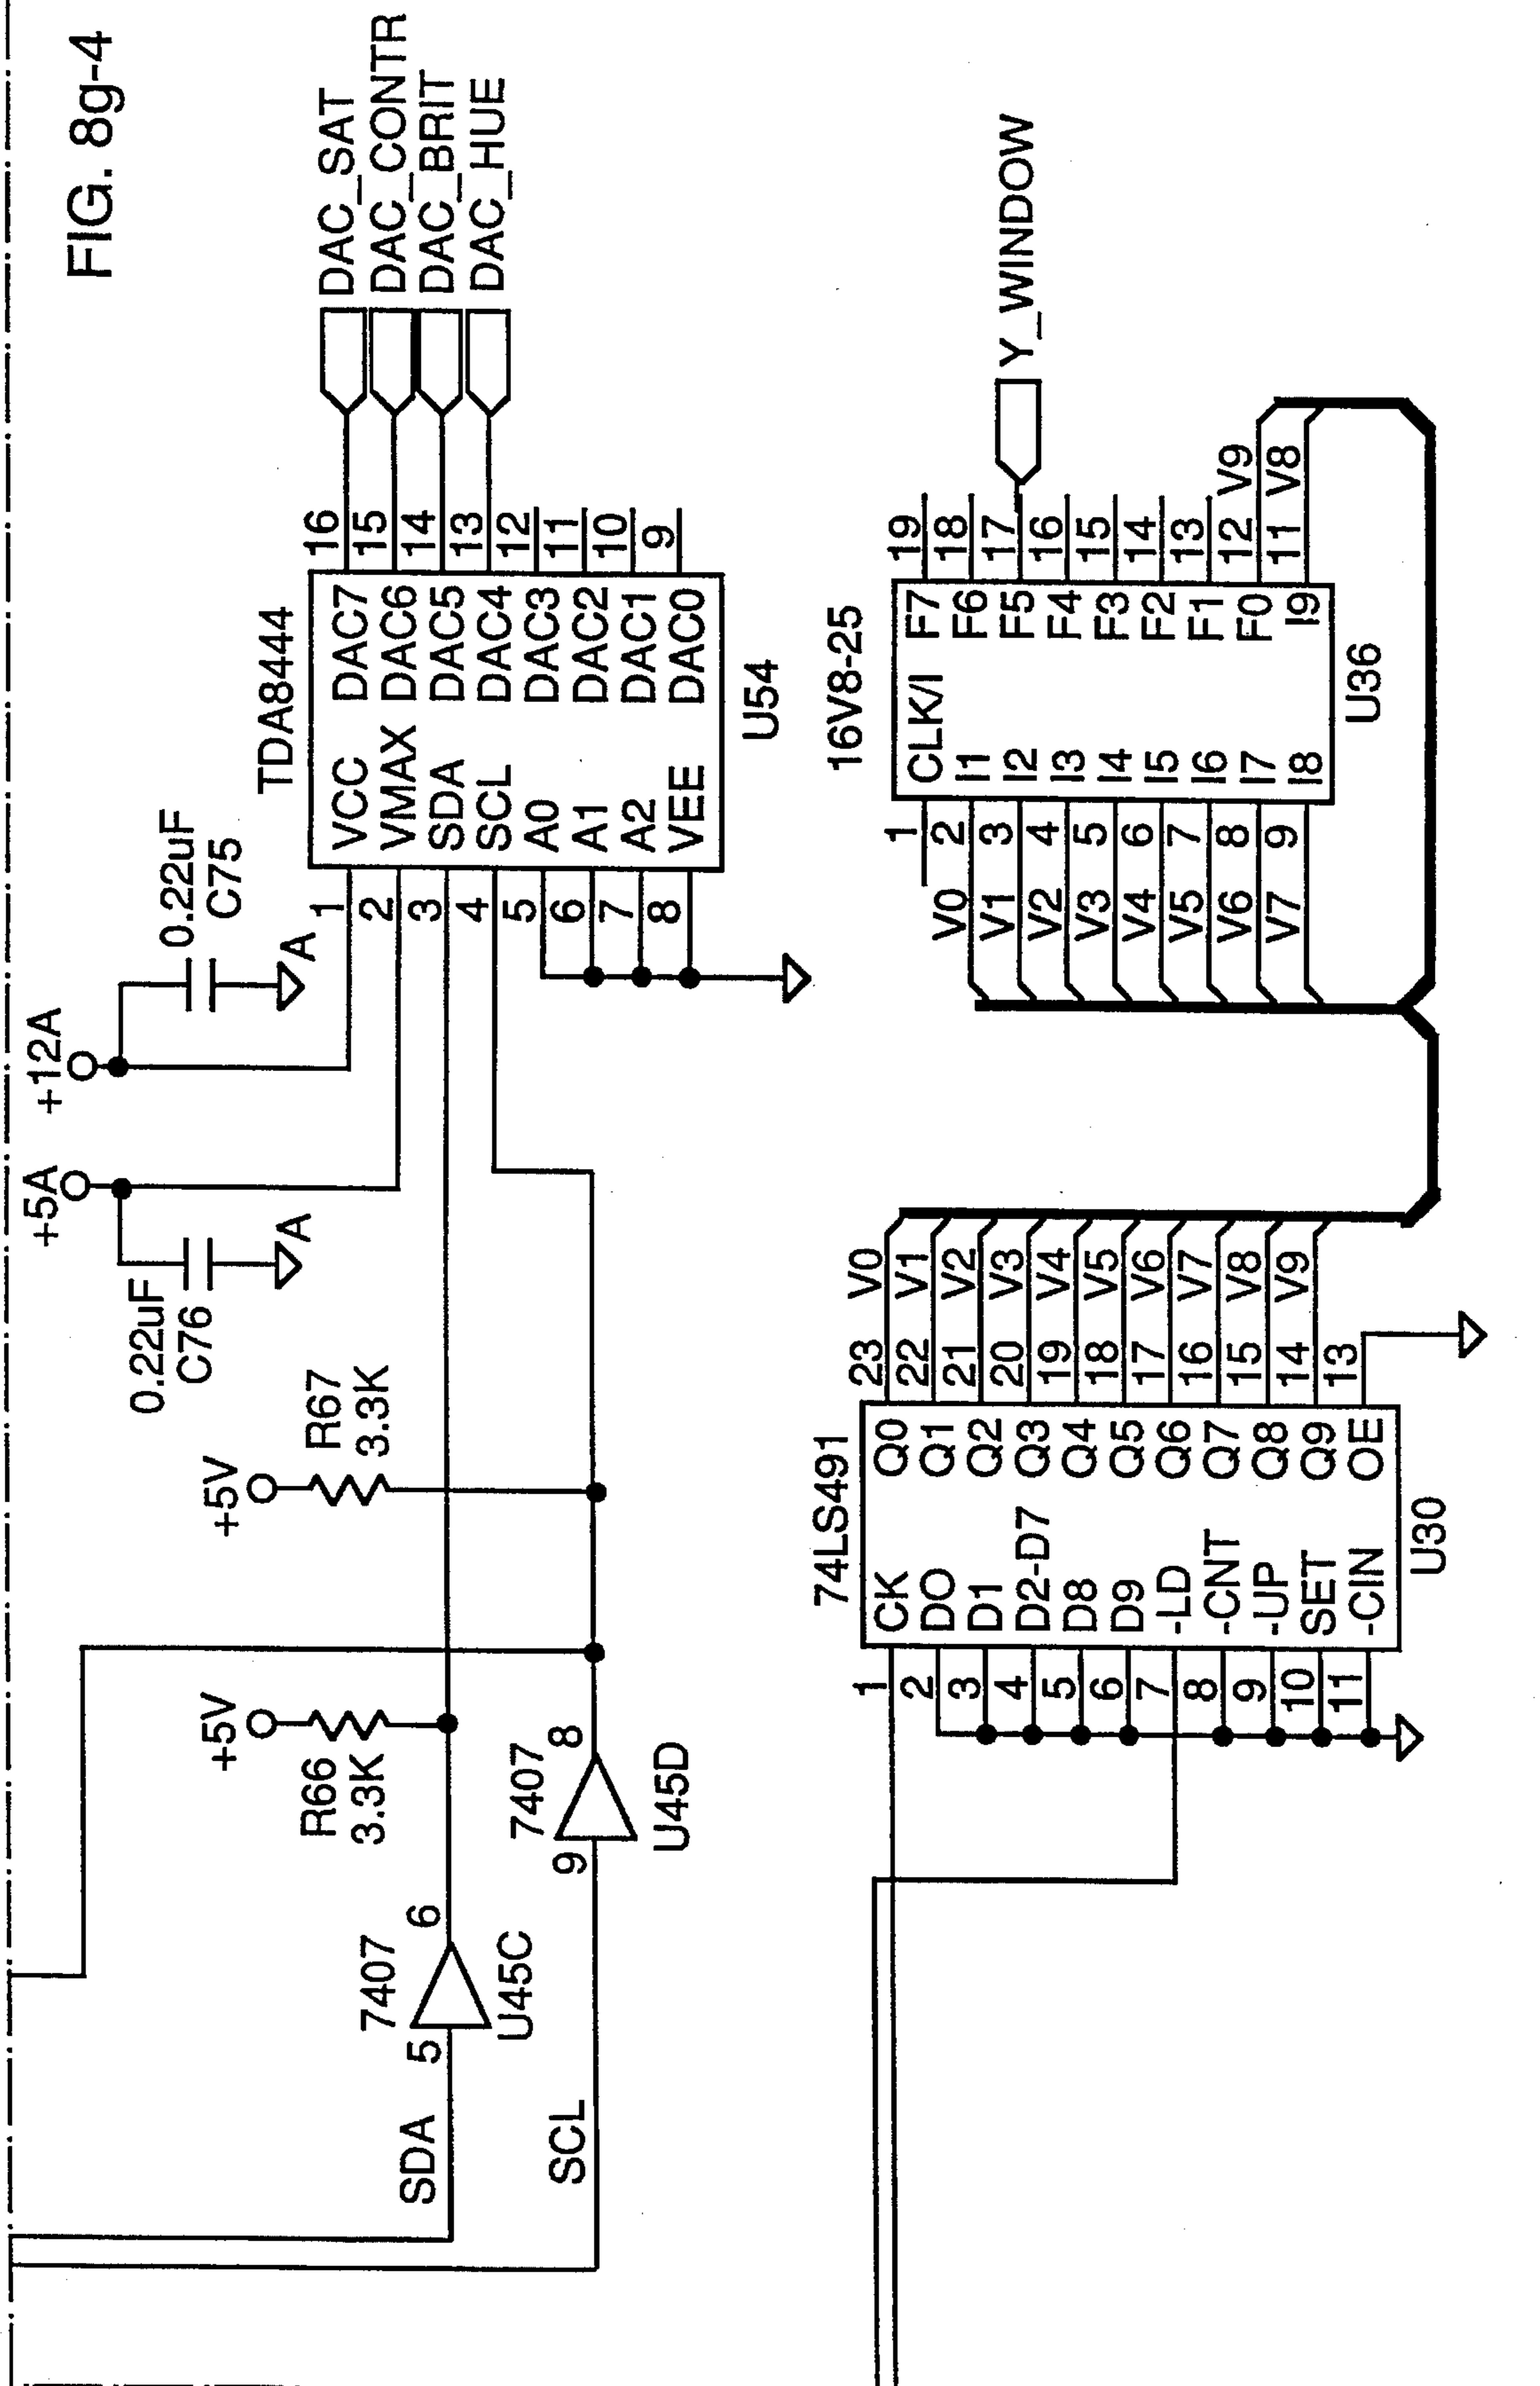 FIG. 8g-4
+5A
+12A
0.22uF
C76
A
0.22uF
C75
A
+5V
R66
3.3K
+5V
R67
3.3K
SDA
5
7407
6
U45C
SCL
9
7407
8
U45D
TDA8444
1 VCC DAC7 16 DAC_SAT
2 VMAX DAC6 15 DAC_CONTR
3 SDA DAC5 14 DAC_BRIT
4 SCL DAC4 13 DAC_HUE
5 A0 DAC3 12
6 A1 DAC2 11
7 A2 DAC1 10
8 VEE DAC0 9
U54
74LS491
1 CK Q0 23 V0
2 DO Q1 22 V1
3 D1 Q2 21 V2
4 D2-D7 Q3 20 V3
5 D8 Q4 19 V4
6 D9 Q5 18 V5
7 -LD Q6 17 V6
8 -CNT Q7 16 V7
9 -UP Q8 15 V8
10 SET Q9 14 V9
11 -CIN OE 13
U30
16V8-25
1 CLK/I F7 19
V0 2 I1 F6 18
V1 3 I2 F5 17 Y_WINDOW
V2 4 I3 F4 16
V3 5 I4 F3 15
V4 6 I5 F2 14
V5 7 I6 F1 13
V6 8 I7 F0 12 V9
V7 9 I8 I9 11 V8
U36